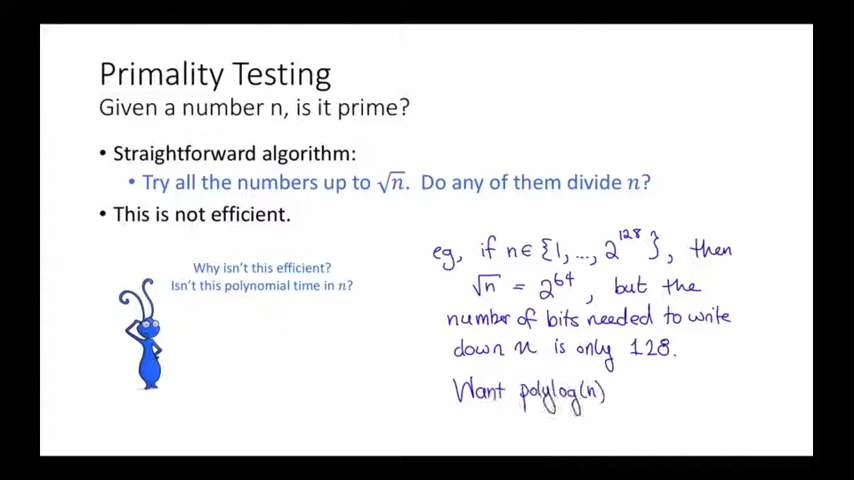 Primality Testing
Given a number n, is it prime?
• Straightforward algorithm:
• Try all the numbers up to √n. Do any of them divide n?
• This is not efficient.
Why isn't this efficient?
Isn't this polynomial time in n?
eg, if n ∈ {1, ..., 2^128}, then
√n = 2^64, but the
number of bits needed to write
down n is only 128.
Want polylog(n)